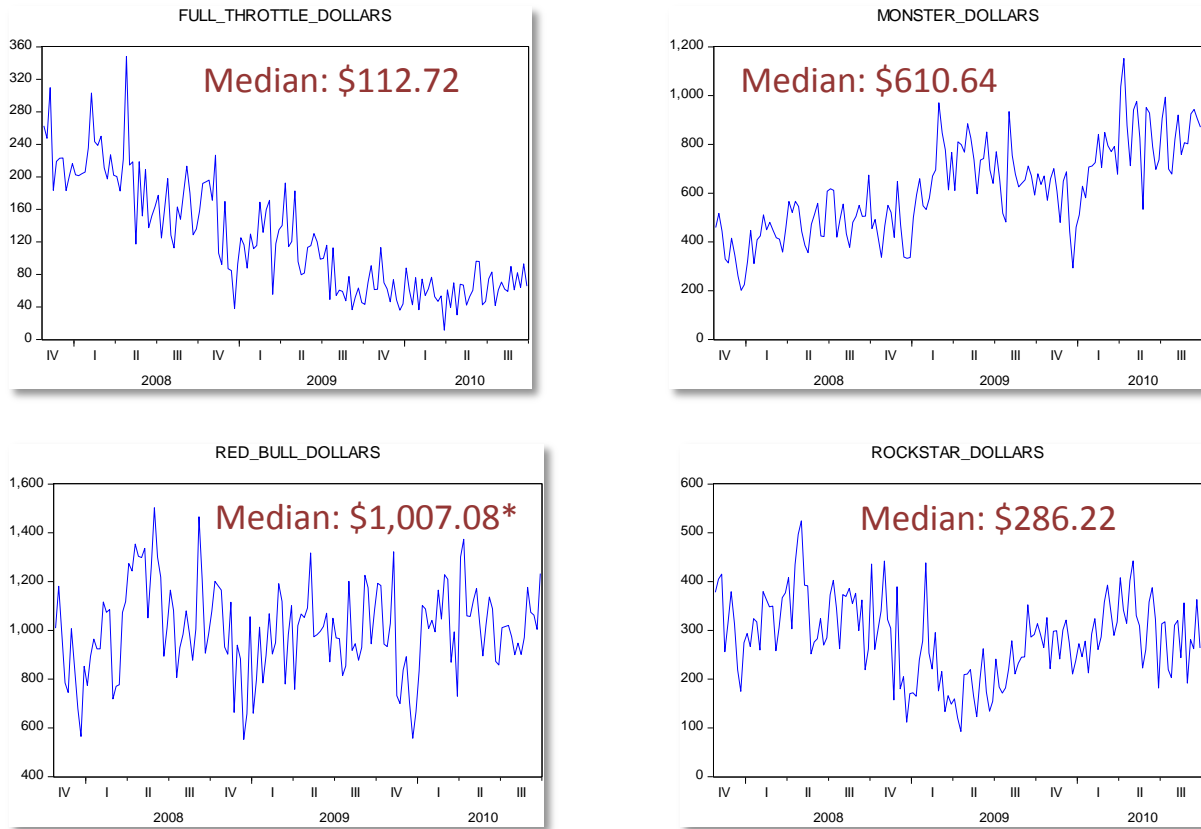 FULL_THROTTLE_DOLLARS
Median: $112.72
360
320
280
240
200
160
120
80
40
0
IV I II III IV I II III IV I II III
2008 2009 2010
MONSTER_DOLLARS
Median: $610.64
1,200
1,000
800
600
400
200
0
IV I II III IV I II III IV I II III
2008 2009 2010
RED_BULL_DOLLARS
Median: $1,007.08*
1,600
1,400
1,200
1,000
800
600
400
IV I II III IV I II III IV I II III
2008 2009 2010
ROCKSTAR_DOLLARS
Median: $286.22
600
500
400
300
200
100
0
IV I II III IV I II III IV I II III
2008 2009 2010